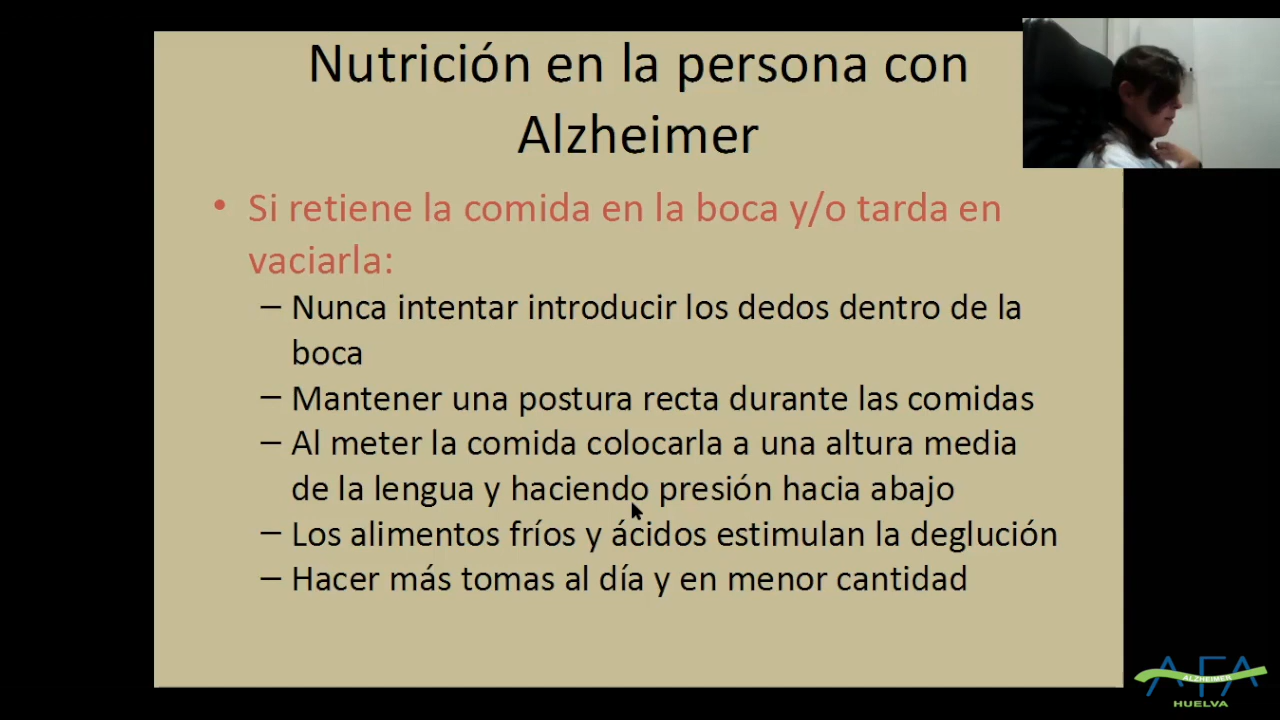 Nutrición en la persona con
Alzheimer
• Si retiene la comida en la boca y/o tarda en
vaciarla:
– Nunca intentar introducir los dedos dentro de la
boca
– Mantener una postura recta durante las comidas
– Al meter la comida colocarla a una altura media
de la lengua y haciendo presión hacia abajo
– Los alimentos fríos y ácidos estimulan la deglución
– Hacer más tomas al día y en menor cantidad
AFA
ALZHEIMER
HUELVA